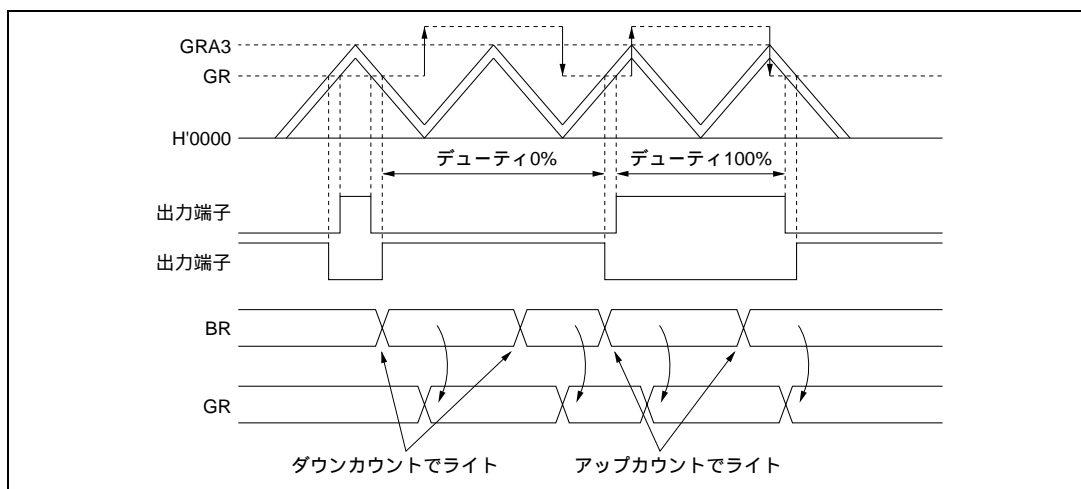 GRA3
GR
H'0000
デューティ0%
デューティ100%
出力端子
出力端子
BR
GR
ダウンカウントでライト
アップカウントでライト